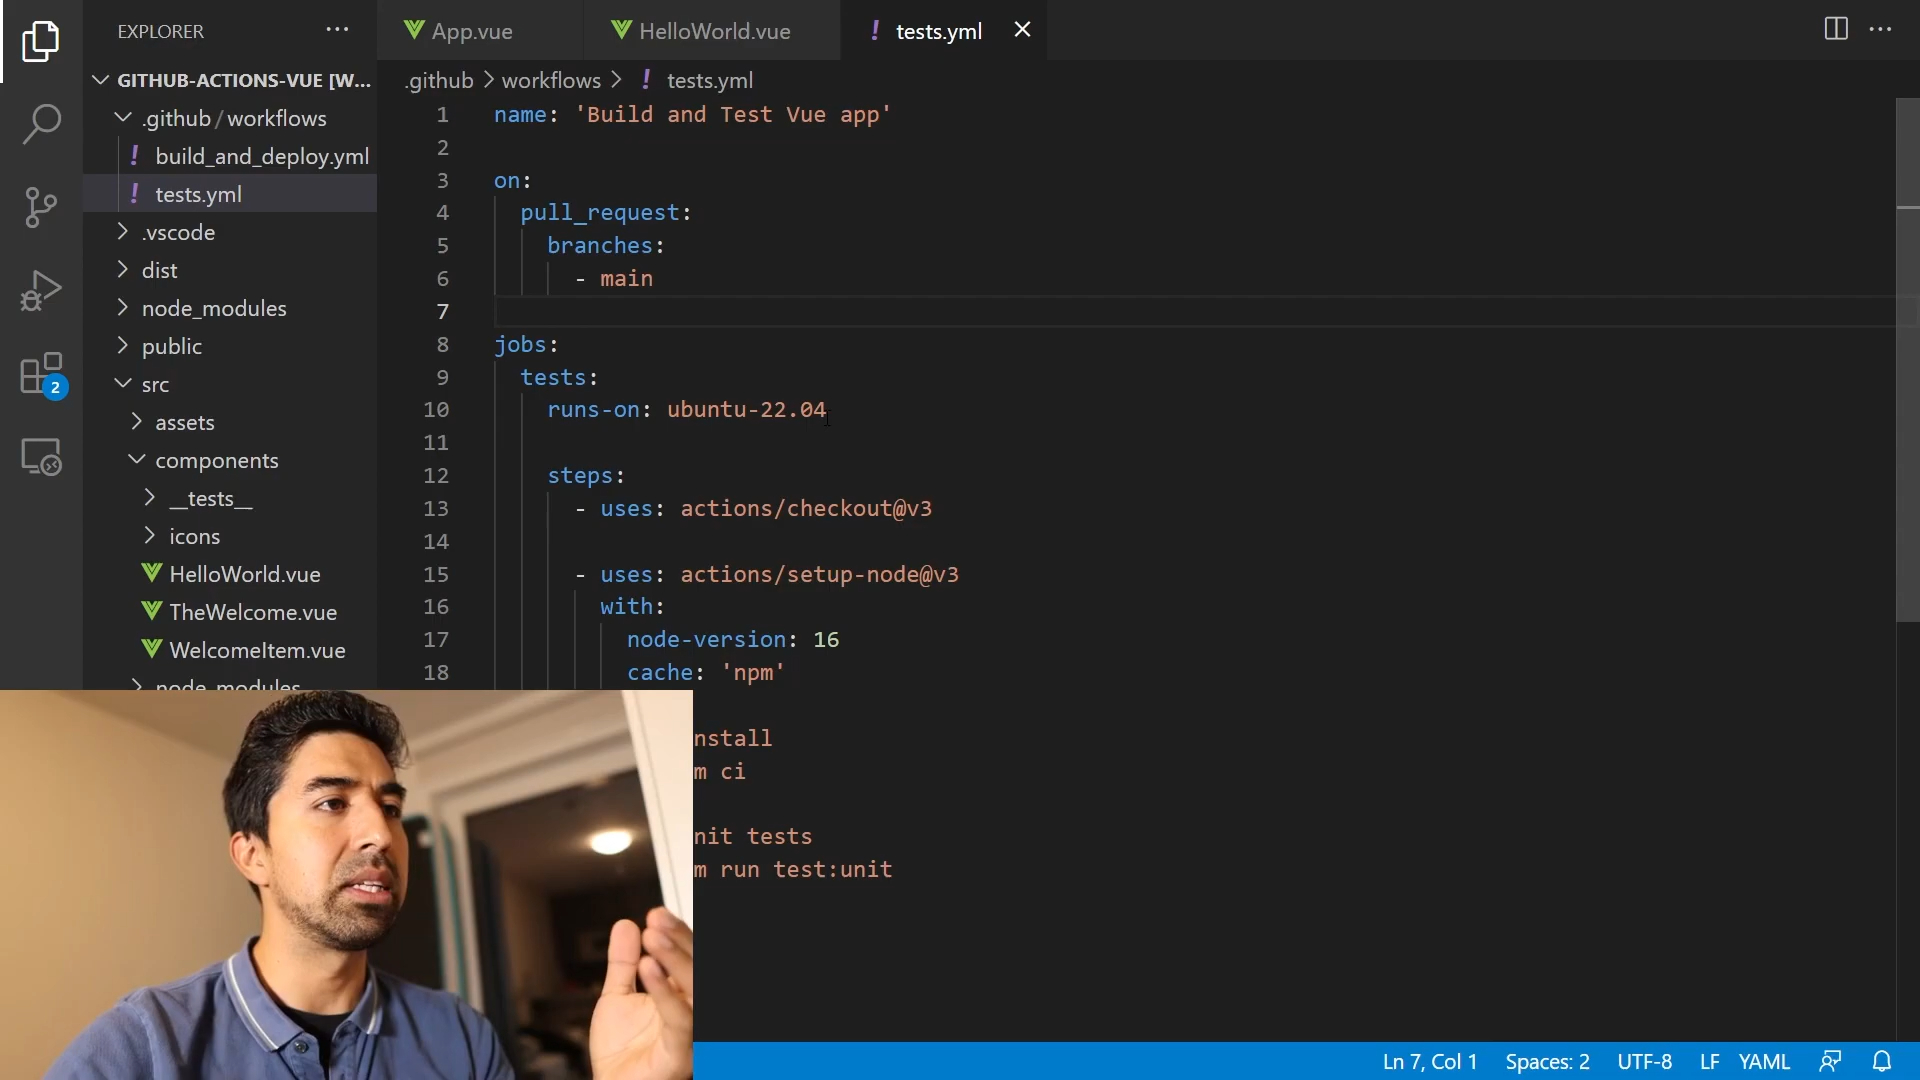 EXPLORER
GITHUB-ACTIONS-VUE [W...
.github/workflows
build_and_deploy.yml
tests.yml
.vscode
dist
node_modules
public
src
assets
components
__tests__
icons
HelloWorld.vue
TheWelcome.vue
WelcomeItem.vue
node_modules
2
App.vue
HelloWorld.vue
tests.yml
.github > workflows > ! tests.yml
1 name: 'Build and Test Vue app'
2
3 on:
4 pull_request:
5 branches:
6 - main
7
8 jobs:
9 tests:
10 runs-on: ubuntu-22.04
11
12 steps:
13 - uses: actions/checkout@v3
14
15 - uses: actions/setup-node@v3
16 with:
17 node-version: 16
18 cache: 'npm'
nstall
m ci
nit tests
m run test:unit
Ln 7, Col 1 Spaces: 2 UTF-8 LF YAML